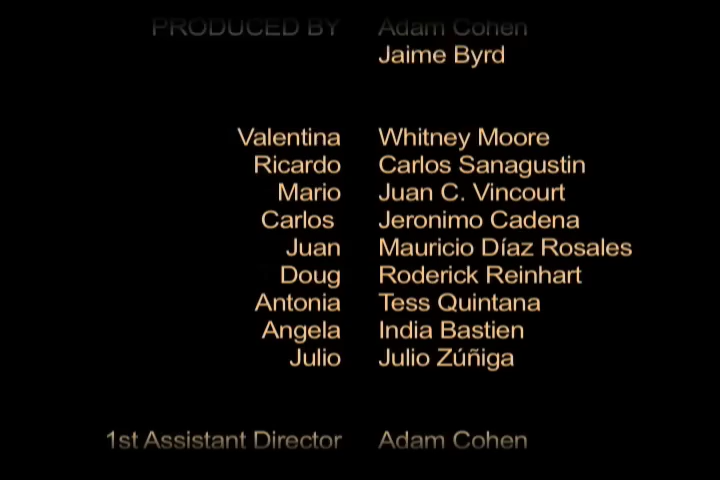 PRODUCED BY Adam Cohen
Jaime Byrd
Valentina Whitney Moore
Ricardo Carlos Sanagustin
Mario Juan C. Vincourt
Carlos Jeronimo Cadena
Juan Mauricio Díaz Rosales
Doug Roderick Reinhart
Antonia Tess Quintana
Angela India Bastien
Julio Julio Zúñiga
1st Assistant Director Adam Cohen